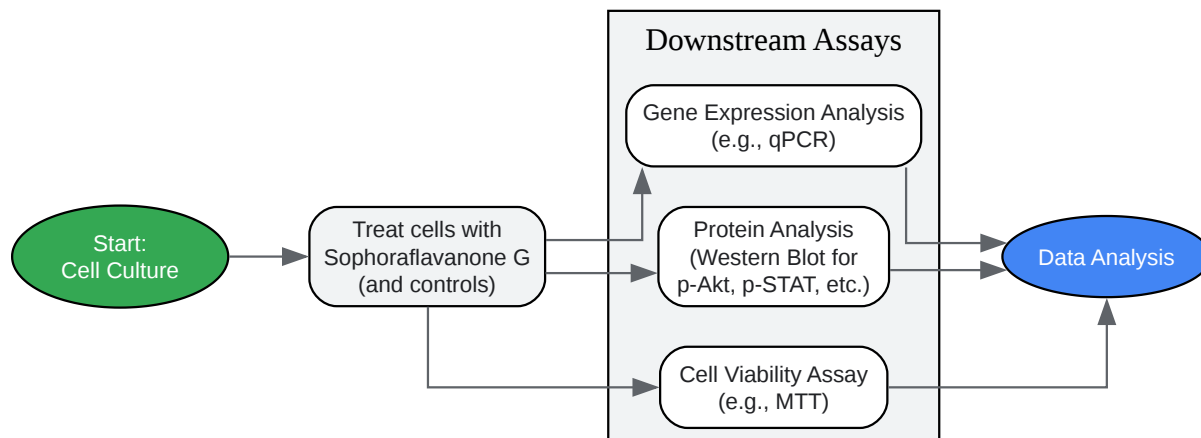 Start:
Cell Culture
Treat cells with
Sophoraflavanone G
(and controls)
Downstream Assays
Gene Expression Analysis
(e.g., qPCR)
Protein Analysis
(Western Blot for
p-Akt, p-STAT, etc.)
Cell Viability Assay
(e.g., MTT)
Data Analysis